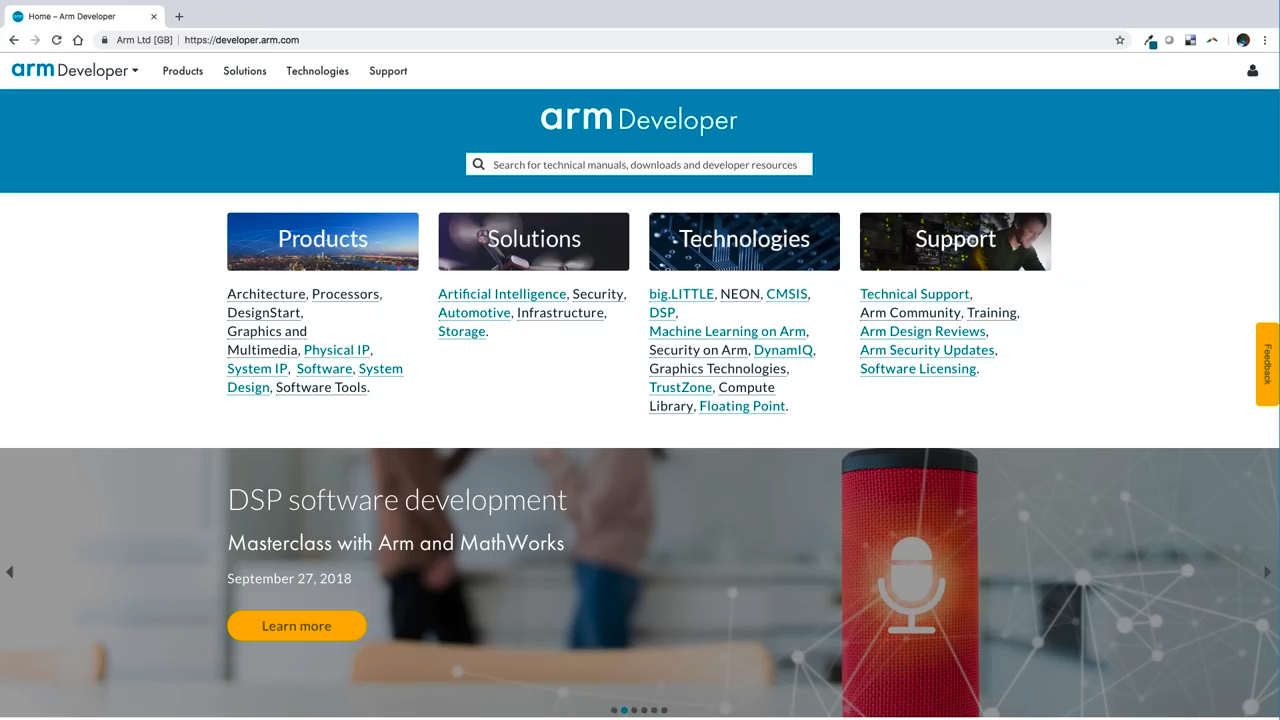 Home – Arm Developer
Arm Ltd [GB] https://developer.arm.com
arm Developer Products Solutions Technologies Support
arm Developer
Search for technical manuals, downloads and developer resources
Products
Architecture, Processors,
DesignStart,
Graphics and
Multimedia, Physical IP,
System IP, Software, System
Design, Software Tools.
Solutions
Artificial Intelligence, Security,
Automotive, Infrastructure,
Storage.
Technologies
big.LITTLE, NEON, CMSIS,
DSP,
Machine Learning on Arm,
Security on Arm, DynamIQ,
Graphics Technologies,
TrustZone, Compute
Library, Floating Point.
Support
Technical Support,
Arm Community, Training,
Arm Design Reviews,
Arm Security Updates,
Software Licensing.
Feedback
DSP software development
Masterclass with Arm and MathWorks
September 27, 2018
Learn more